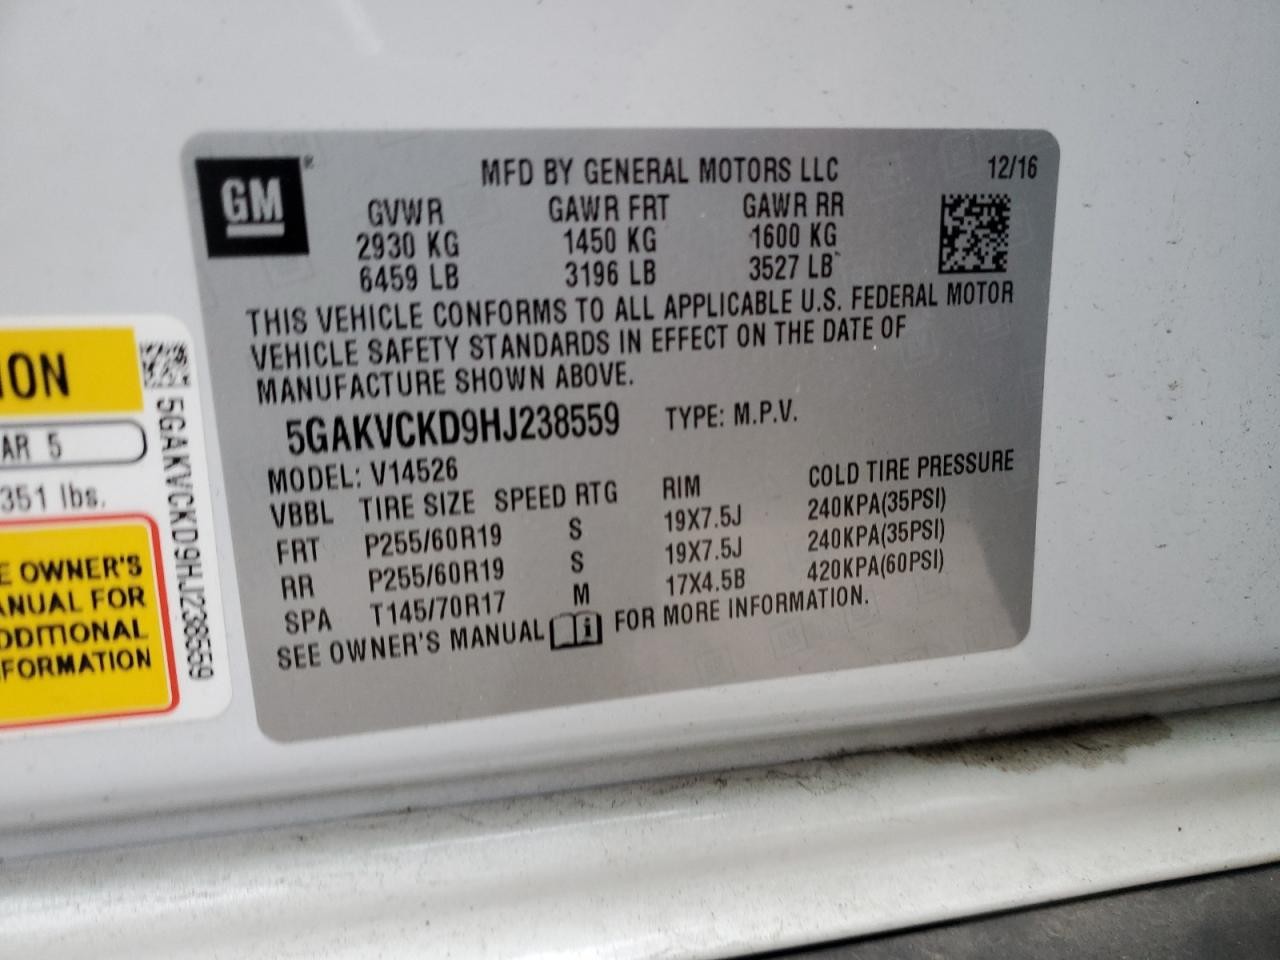 GM®
MFD BY GENERAL MOTORS LLC 12/16
GVWR GAWR FRT GAWR RR
2930 KG 1450 KG 1600 KG
6459 LB 3196 LB 3527 LB
THIS VEHICLE CONFORMS TO ALL APPLICABLE U.S. FEDERAL MOTOR
VEHICLE SAFETY STANDARDS IN EFFECT ON THE DATE OF
MANUFACTURE SHOWN ABOVE.
5GAKVCKD9HJ238559 TYPE: M.P.V.
MODEL: V14526
VBBL TIRE SIZE SPEED RTG RIM COLD TIRE PRESSURE
FRT P255/60R19 S 19X7.5J 240KPA(35PSI)
RR P255/60R19 S 19X7.5J 240KPA(35PSI)
SPA T145/70R17 M 17X4.5B 420KPA(60PSI)
SEE OWNER'S MANUAL i FOR MORE INFORMATION.
ION
AR 5
351 lbs.
E OWNER'S
ANUAL FOR
DDITIONAL
FORMATION
5GAKVCKD9HJ238559